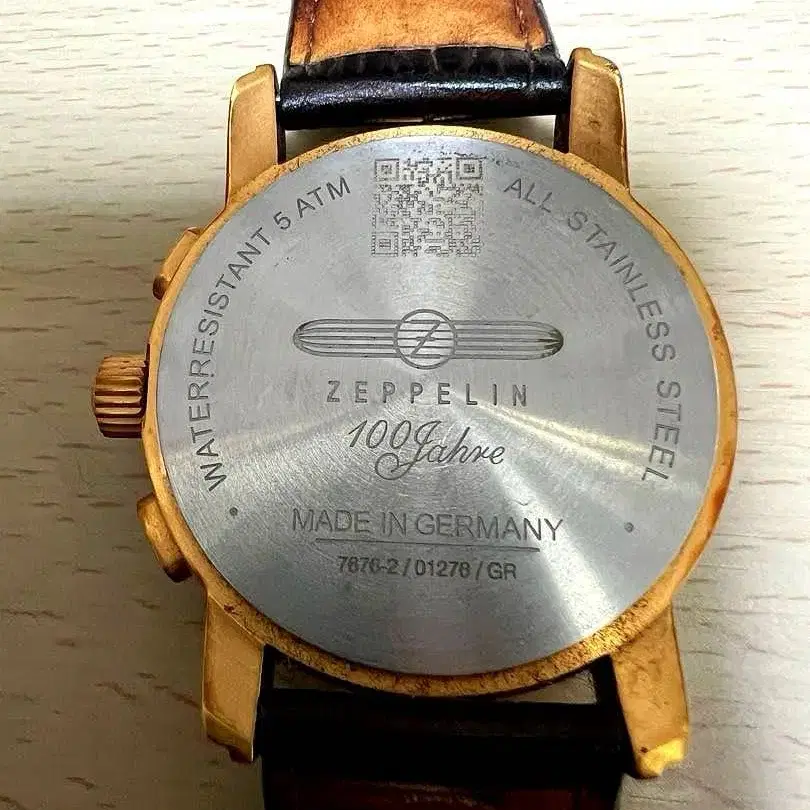 WATERRESISTANT 5 ATM
ALL STAINLESS STEEL
Z
ZEPPELIN
100 Jahre
MADE IN GERMANY
7676-2 / 01278 / GR